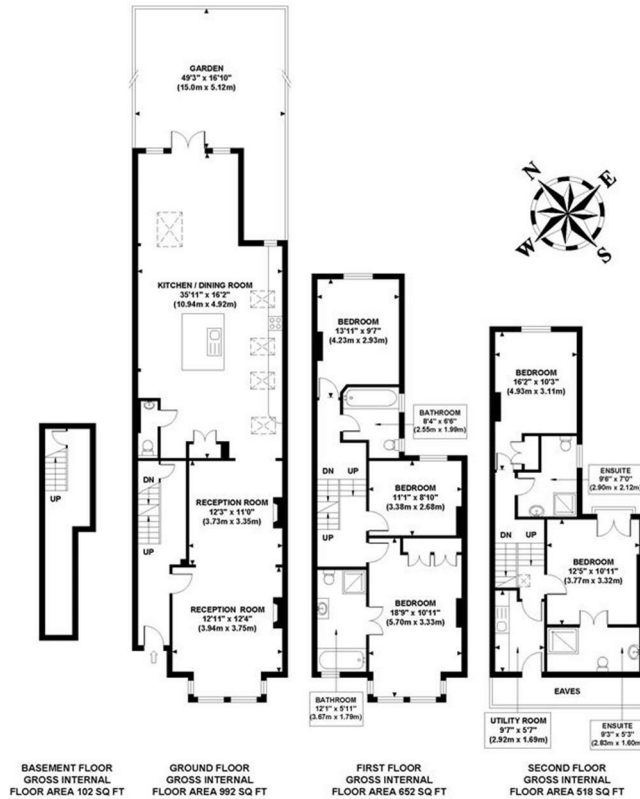 GARDEN
49'3" x 16'10"
(15.0m x 5.12m)
N
E
W
S
KITCHEN / DINING ROOM
35'11" x 16'2"
(10.94m x 4.92m)
DN
UP
RECEPTION ROOM
12'3" x 11'0"
(3.73m x 3.35m)
RECEPTION ROOM
12'11" x 12'4"
(3.94m x 3.75m)
UP
BEDROOM
13'11" x 9'7"
(4.23m x 2.93m)
BATHROOM
8'4" x 6'6"
(2.55m x 1.99m)
DN
UP
UP
BEDROOM
11'1" x 8'10"
(3.38m x 2.68m)
BEDROOM
18'9" x 10'11"
(5.70m x 3.33m)
BATHROOM
12'1" x 5'11"
(3.67m x 1.79m)
BEDROOM
16'2" x 10'3"
(4.93m x 3.11m)
ENSUITE
9'6" x 7'0"
(2.90m x 2.12m)
DN
UP
BEDROOM
12'5" x 10'11"
(3.77m x 3.32m)
EAVES
UTILITY ROOM
9'7" x 5'7"
(2.92m x 1.69m)
ENSUITE
9'3" x 5'3"
(2.83m x 1.60m)
BASEMENT FLOOR
GROSS INTERNAL
FLOOR AREA 102 SQ FT
GROUND FLOOR
GROSS INTERNAL
FLOOR AREA 992 SQ FT
FIRST FLOOR
GROSS INTERNAL
FLOOR AREA 652 SQ FT
SECOND FLOOR
GROSS INTERNAL
FLOOR AREA 518 SQ FT